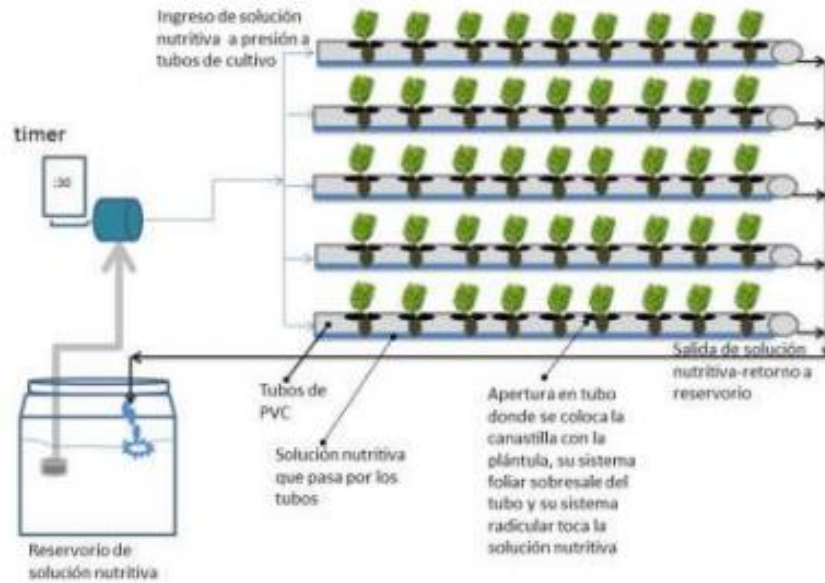 Ingreso de solución
nutritiva a presión a
tubos de cultivo
timer
:30
Tubos de
PVC
Solución nutritiva
que pasa por los
tubos
Apertura en tubo
donde se coloca la
canastilla con la
plántula, su sistema
foliar sobresale del
tubo y su sistema
radicular toca la
solución nutritiva
Salida de solución
nutritiva-retorno a
reservorio
Reservorio de
solución nutritiva